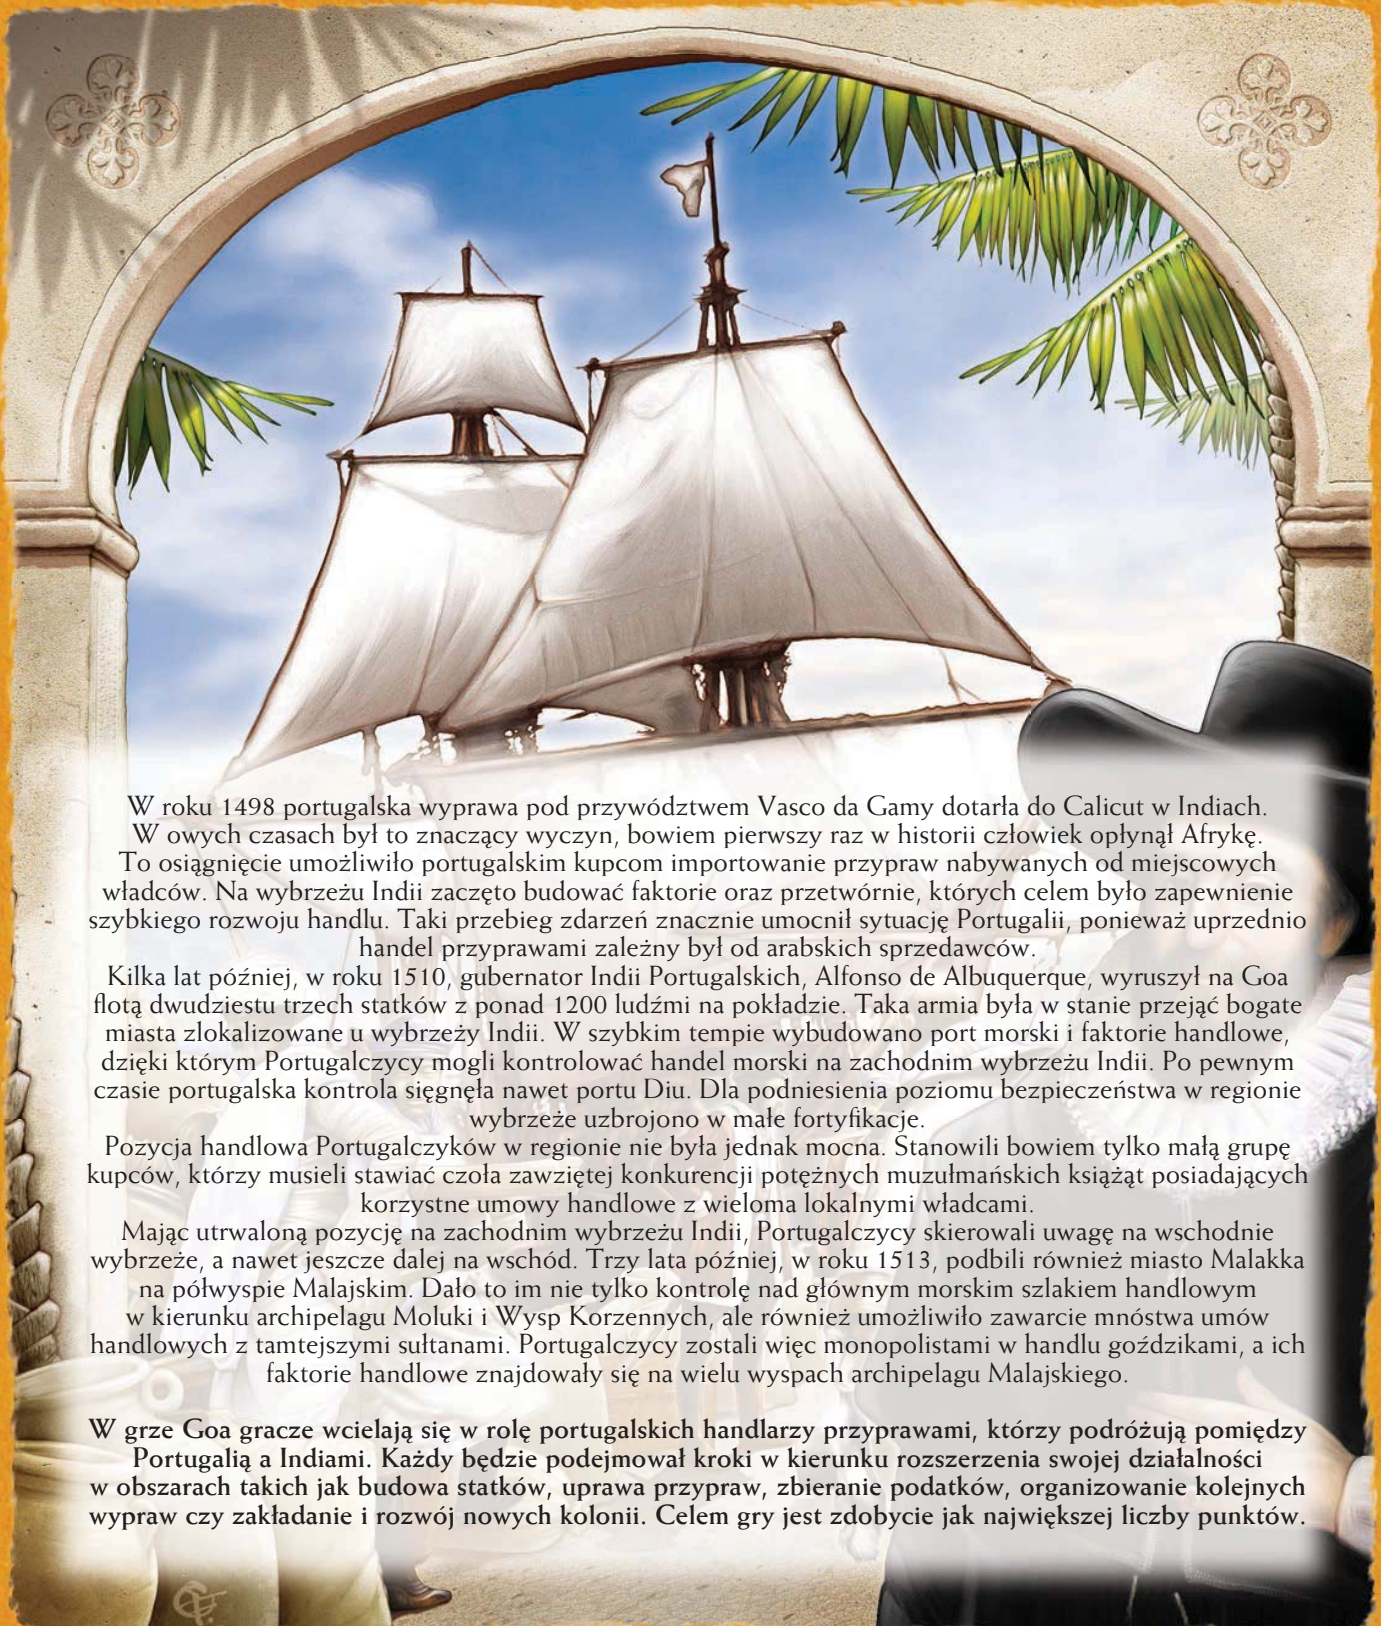 W roku 1498 portugalska wyprawa pod przywództwem Vasco da Gamy dotarła do Calicut w Indiach.
W owych czasach był to znaczący wyczyn, bowiem pierwszy raz w historii człowiek opłynął Afrykę.
To osiągnięcie umożliwiło portugalskim kupcom importowanie przypraw nabywanych od miejscowych
władców. Na wybrzeżu Indii zaczęto budować faktorie oraz przetwórnie, których celem było zapewnienie
szybkiego rozwoju handlu. Taki przebieg zdarzeń znacznie umocnił sytuację Portugalii, ponieważ uprzednio
handel przyprawami zależny był od arabskich sprzedawców.
Kilka lat później, w roku 1510, gubernator Indii Portugalskich, Alfonso de Albuquerque, wyruszył na Goa
flotą dwudziestu trzech statków z ponad 1200 ludźmi na pokładzie. Taka armia była w stanie przejąć bogate
miasta zlokalizowane u wybrzeży Indii. W szybkim tempie wybudowano port morski i faktorie handlowe,
dzięki którym Portugalczycy mogli kontrolować handel morski na zachodnim wybrzeżu Indii. Po pewnym
czasie portugalska kontrola sięgnęła nawet portu Diu. Dla podniesienia poziomu bezpieczeństwa w regionie
wybrzeże uzbrojono w małe fortyfikacje.
Pozycja handlowa Portugalczyków w regionie nie była jednak mocna. Stanowili bowiem tylko małą grupę
kupców, którzy musieli stawiać czoła zawziętej konkurencji potężnych muzułmańskich książąt posiadających
korzystne umowy handlowe z wieloma lokalnymi władcami.
Mając utrwaloną pozycję na zachodnim wybrzeżu Indii, Portugalczycy skierowali uwagę na wschodnie
wybrzeże, a nawet jeszcze dalej na wschód. Trzy lata później, w roku 1513, podbili również miasto Malakka
na półwyspie Malajskim. Dało to im nie tylko kontrolę nad głównym morskim szlakiem handlowym
w kierunku archipelagu Moluki i Wysp Korzennych, ale również umożliwiło zawarcie mnóstwa umów
handlowych z tamtejszymi sułtanami. Portugalczycy zostali więc monopolistami w handlu goździkami, a ich
faktorie handlowe znajdowały się na wielu wyspach archipelagu Malajskiego.
W grze Goa gracze wcielają się w rolę portugalskich handlarzy przyprawami, którzy podróżują pomiędzy
Portugalią a Indiami. Każdy będzie podejmował kroki w kierunku rozszerzenia swojej działalności
w obszarach takich jak budowa statków, uprawa przypraw, zbieranie podatków, organizowanie kolejnych
wypraw czy zakładanie i rozwój nowych kolonii. Celem gry jest zdobycie jak największej liczby punktów.